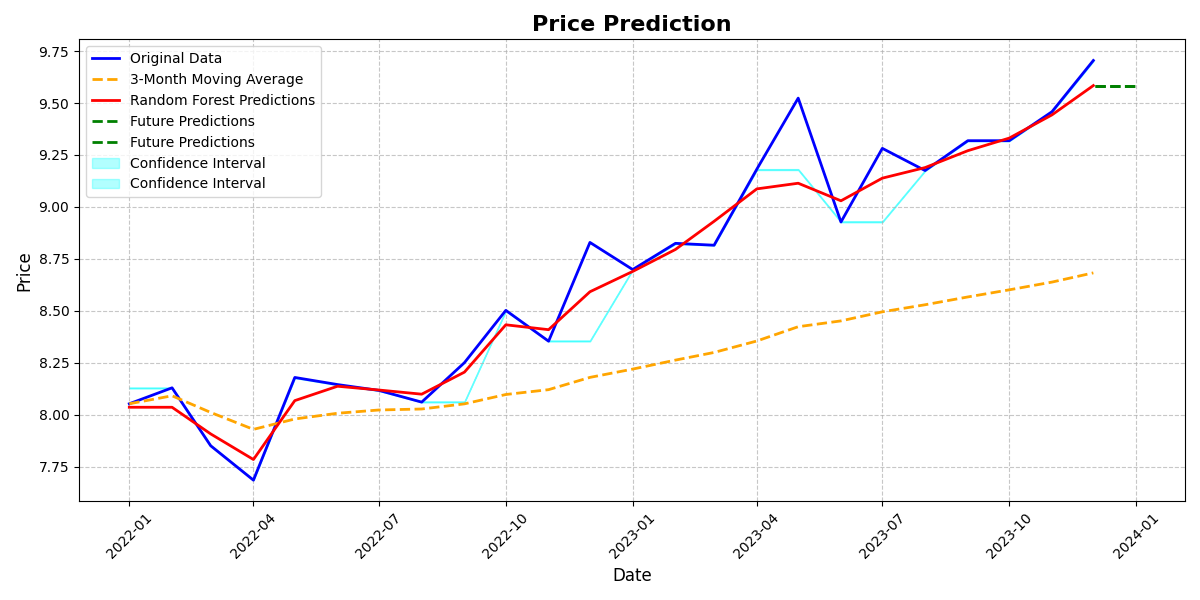 Price Prediction
Original Data
3-Month Moving Average
Random Forest Predictions
Future Predictions
Future Predictions
Confidence Interval
Confidence Interval
Price
9.75
9.50
9.25
9.00
8.75
8.50
8.25
8.00
7.75
2022-01
2022-04
2022-07
2022-10
2023-01
2023-04
2023-07
2023-10
2024-01
Date